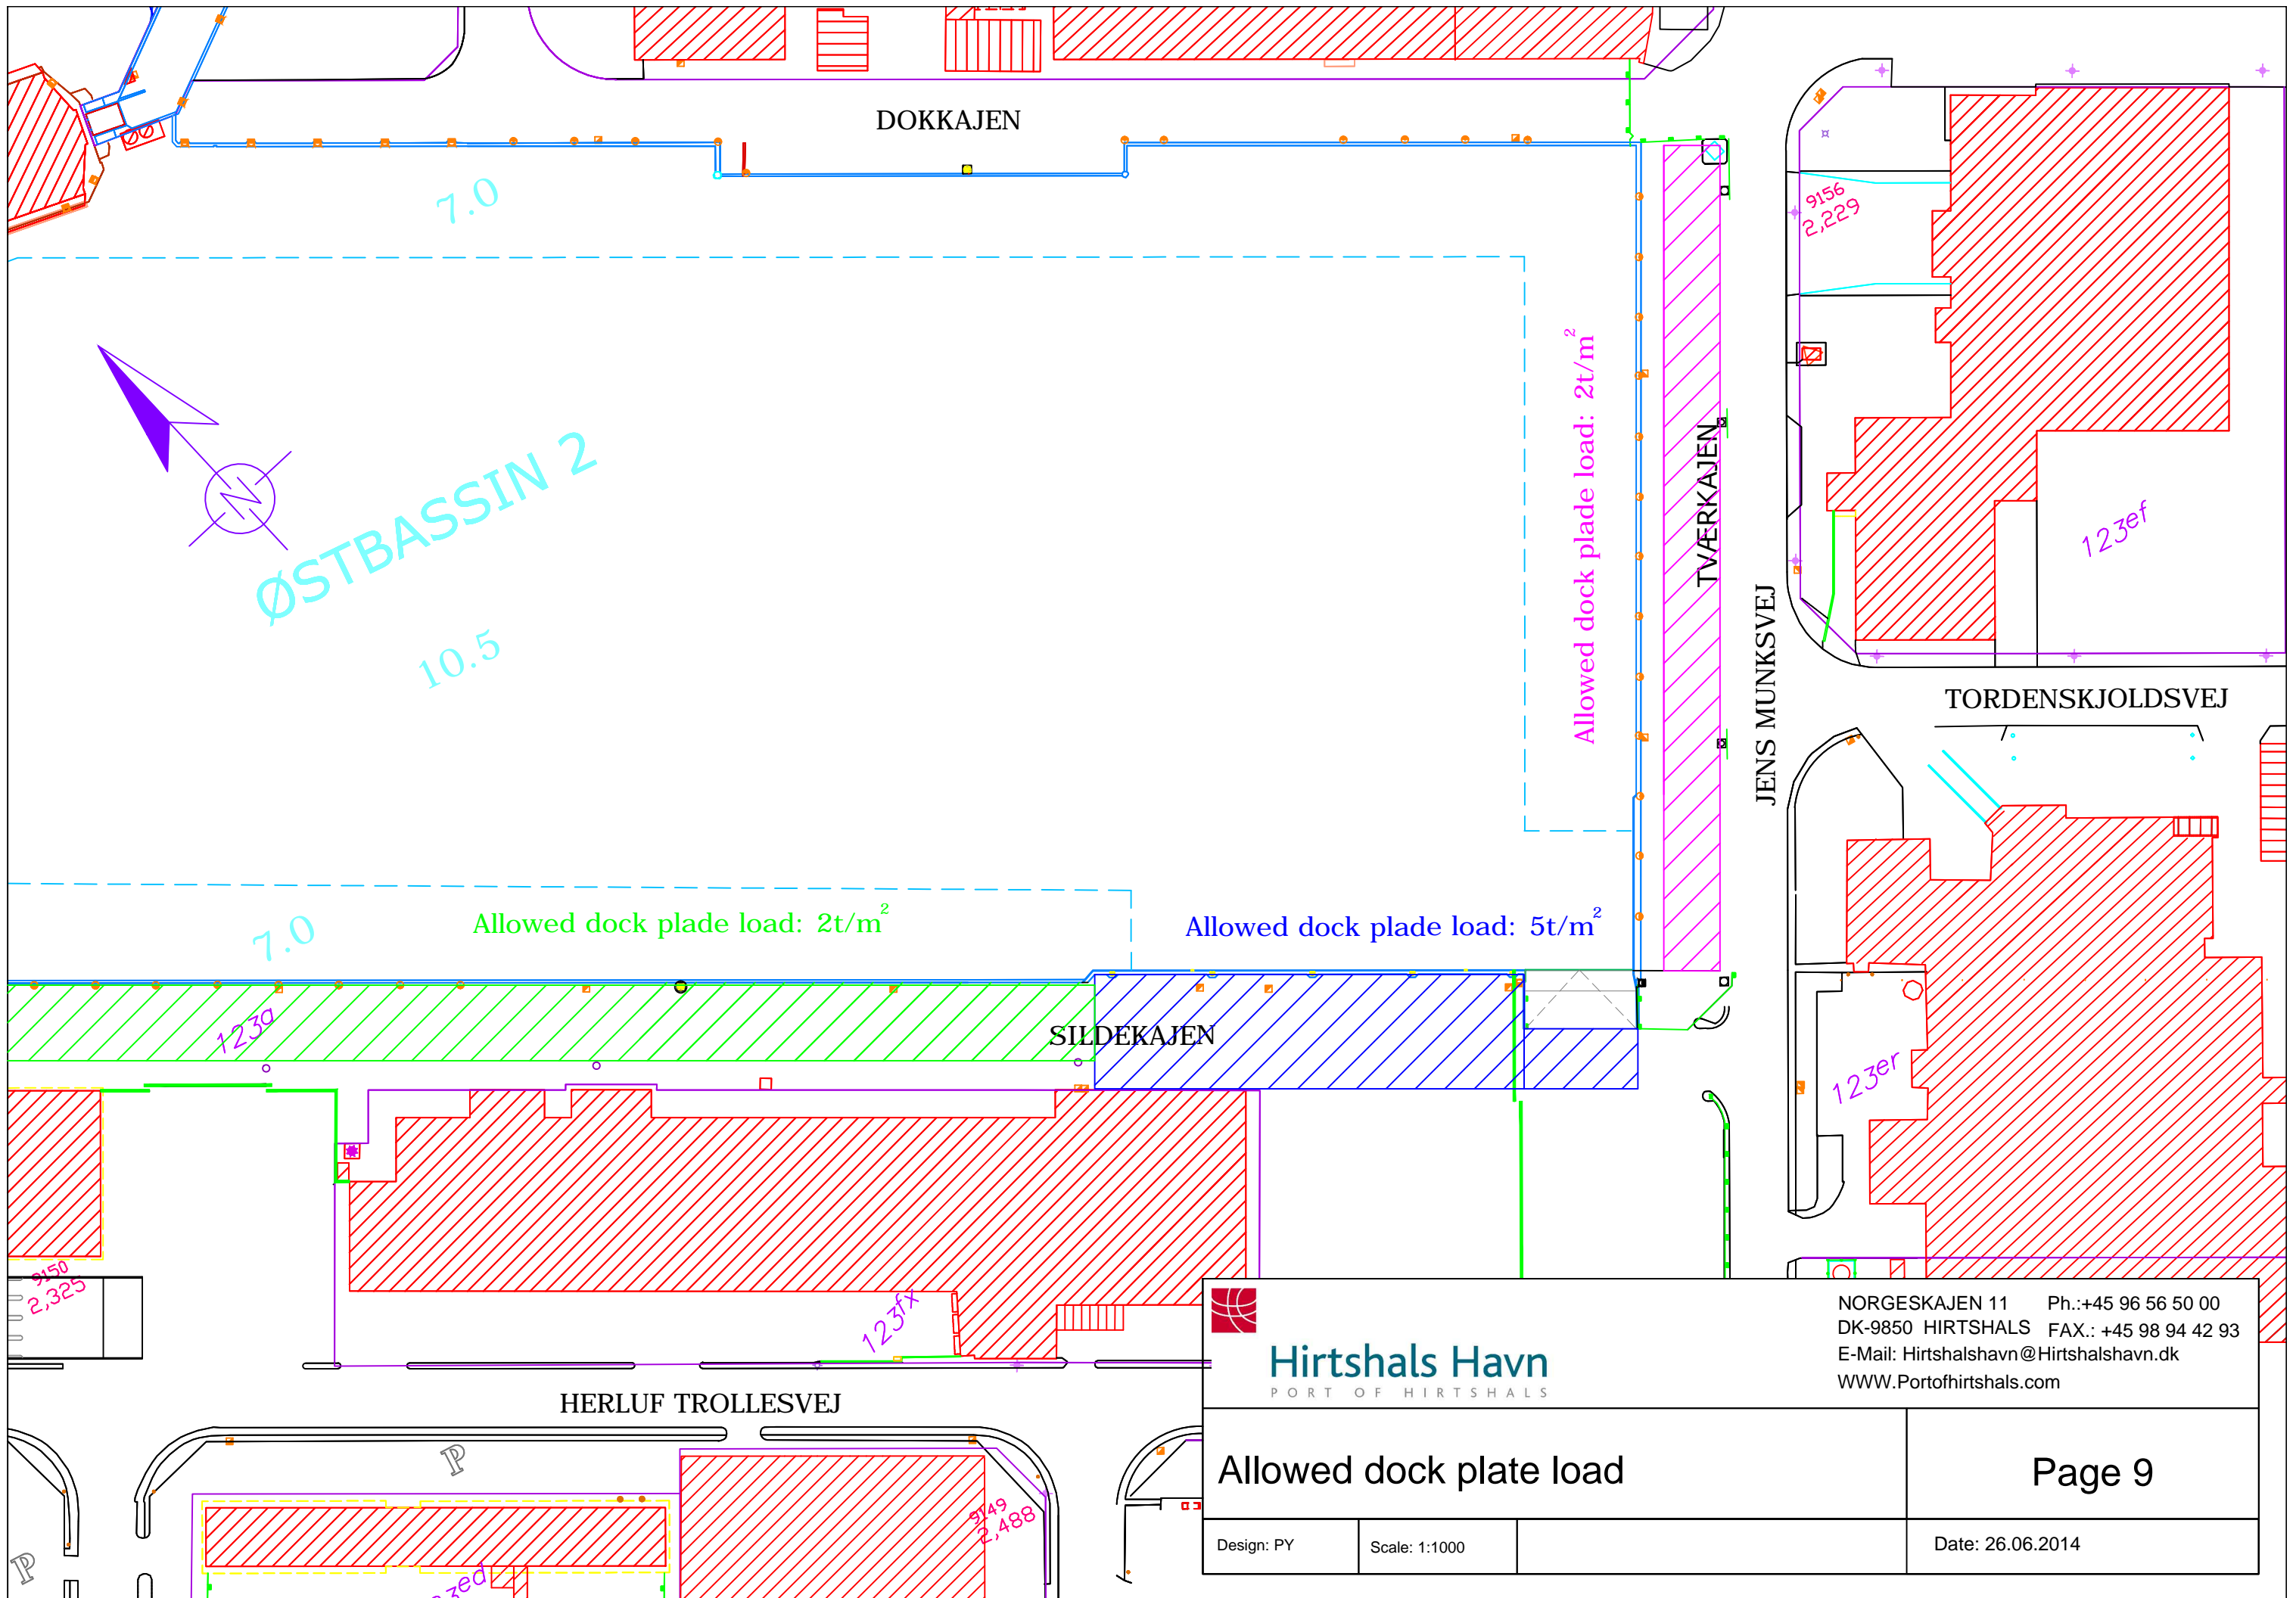 DOKKAJEN
7.0
9156
2,229
Allowed dock plade load: 2t/m²
TVÆRKAJEN
ØSTBASSIN 2
N
10.5
123ef
JENS MUNKSVEJ
TORDENSKJOLDSVEJ
7.0
Allowed dock plade load: 2t/m²
Allowed dock plade load: 5t/m²
123a
SILDEKAJEN
123er
9150
2,325
123fx
HERLUF TROLLESVEJ
P
P
9149
2,488
Hirtshals Havn
PORT OF HIRTSHALS
NORGESKAJEN 11 Ph.:+45 96 56 50 00
DK-9850 HIRTSHALS FAX.: +45 98 94 42 93
E-Mail: Hirtshalshavn@Hirtshalshavn.dk
WWW.Portofhirtshals.com
Allowed dock plate load
Page 9
Design: PY
Scale: 1:1000
Date: 26.06.2014